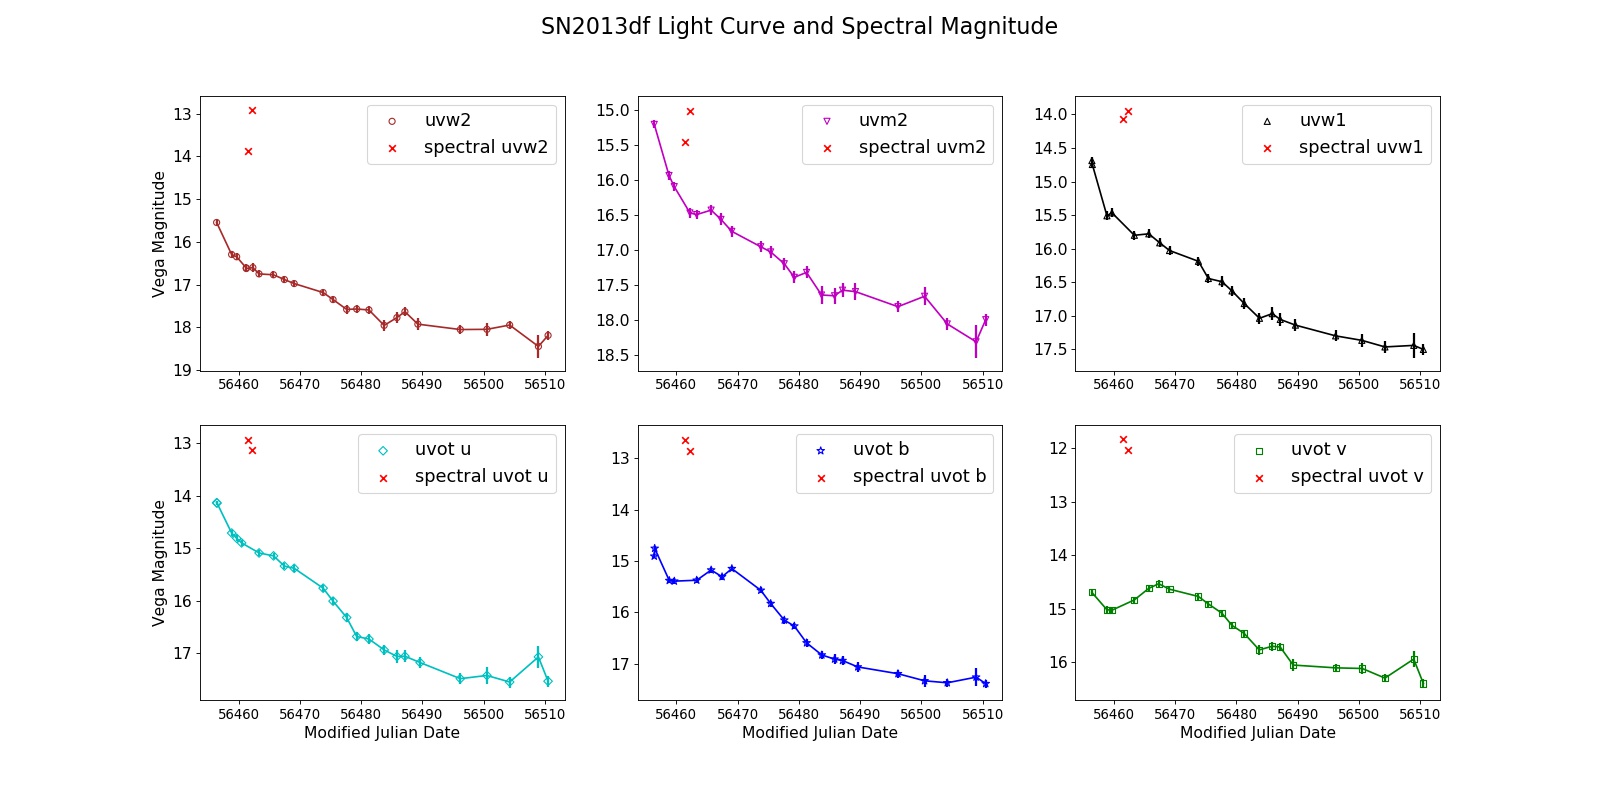 SN2013df Light Curve and Spectral Magnitude
Vega Magnitude
13
14
15
16
17
18
19
uvw2
spectral uvw2
56460 56470 56480 56490 56500 56510
15.0
15.5
16.0
16.5
17.0
17.5
18.0
18.5
uvm2
spectral uvm2
56460 56470 56480 56490 56500 56510
14.0
14.5
15.0
15.5
16.0
16.5
17.0
17.5
uvw1
spectral uvw1
56460 56470 56480 56490 56500 56510
Vega Magnitude
13
14
15
16
17
uvot u
spectral uvot u
56460 56470 56480 56490 56500 56510
Modified Julian Date
13
14
15
16
17
uvot b
spectral uvot b
56460 56470 56480 56490 56500 56510
Modified Julian Date
12
13
14
15
16
uvot v
spectral uvot v
56460 56470 56480 56490 56500 56510
Modified Julian Date